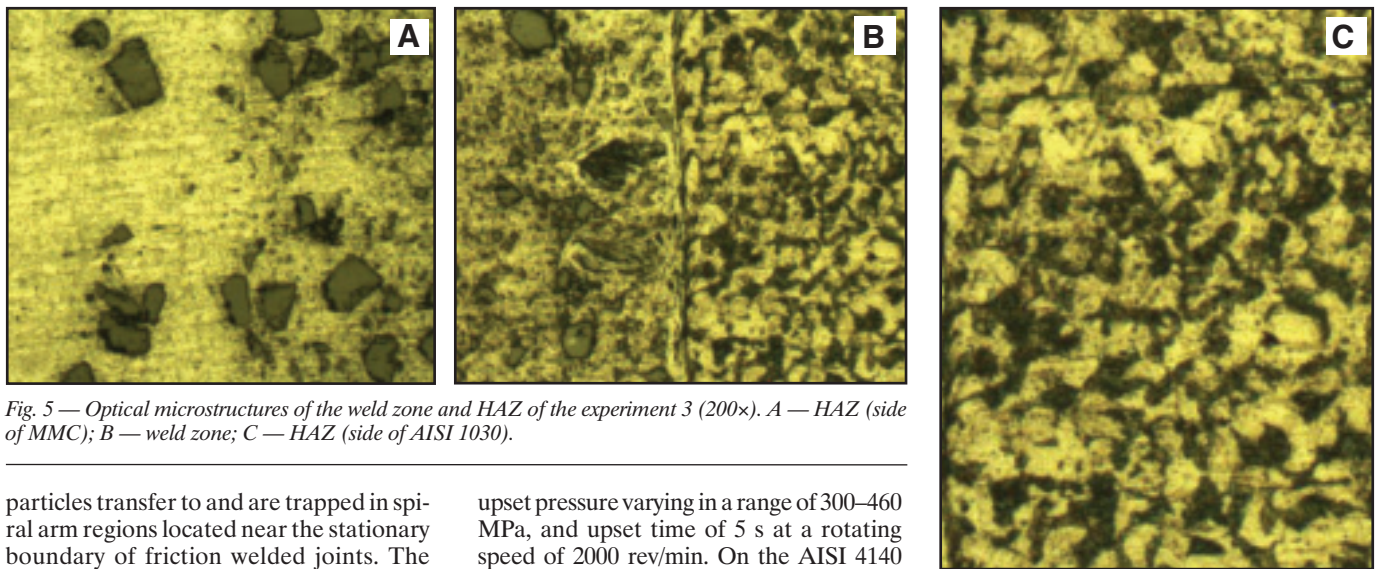 A
B
C
Fig. 5 — Optical microstructures of the weld zone and HAZ of the experiment 3 (200×). A — HAZ (side
of MMC); B — weld zone; C — HAZ (side of AISI 1030).
particles transfer to and are trapped in spi-
ral arm regions located near the stationary
boundary of friction welded joints. The
upset pressure varying in a range of 300–460
MPa, and upset time of 5 s at a rotating
speed of 2000 rev/min. On the AISI 4140